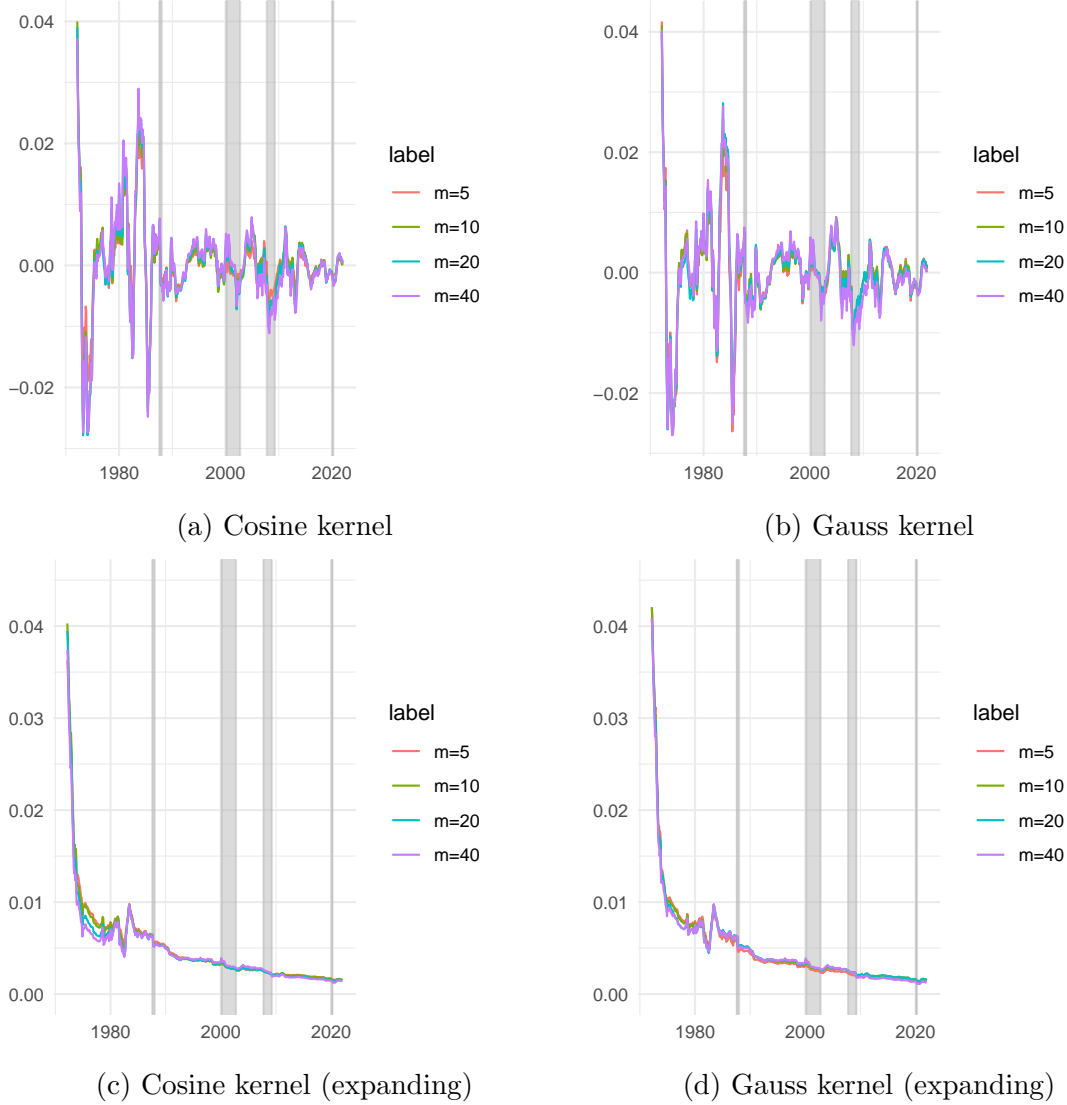 0.04
0.02
0.00
−0.02
1980
2000
2020
label
m=5
m=10
m=20
m=40
(a) Cosine kernel
0.04
0.02
0.00
−0.02
1980
2000
2020
label
m=5
m=10
m=20
m=40
(b) Gauss kernel
0.04
0.03
0.02
0.01
0.00
1980
2000
2020
label
m=5
m=10
m=20
m=40
(c) Cosine kernel (expanding)
0.04
0.03
0.02
0.01
0.00
1980
2000
2020
label
m=5
m=10
m=20
m=40
(d) Gauss kernel (expanding)